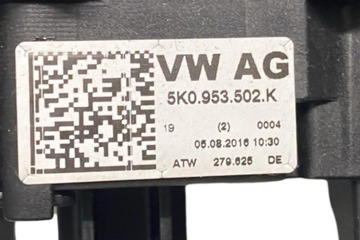 VW AG
5K0.953.502.K
19 (2) 0004
05.08.2016 10:30
ATW 279.625 DE